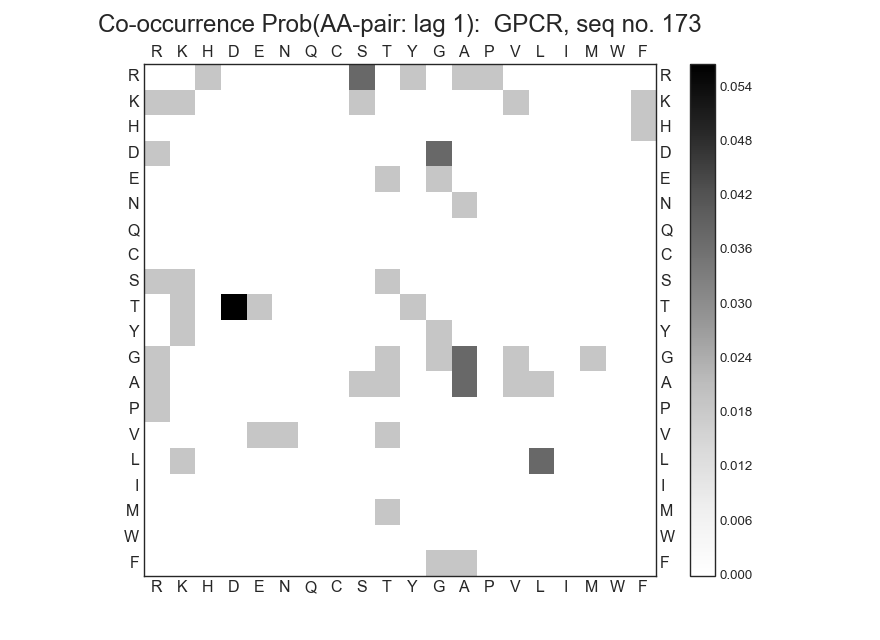 Co-occurrence Prob(AA-pair: lag 1):  GPCR, seq no. 173
R K H D E N Q C S T Y G A P V L I M W F
R R
K K
H H
D D
E E
N N
Q Q
C C
S S
T T
Y Y
G G
A A
P P
V V
L L
I I
M M
W W
F F
R K H D E N Q C S T Y G A P V L I M W F
0.054
0.048
0.042
0.036
0.030
0.024
0.018
0.012
0.006
0.000